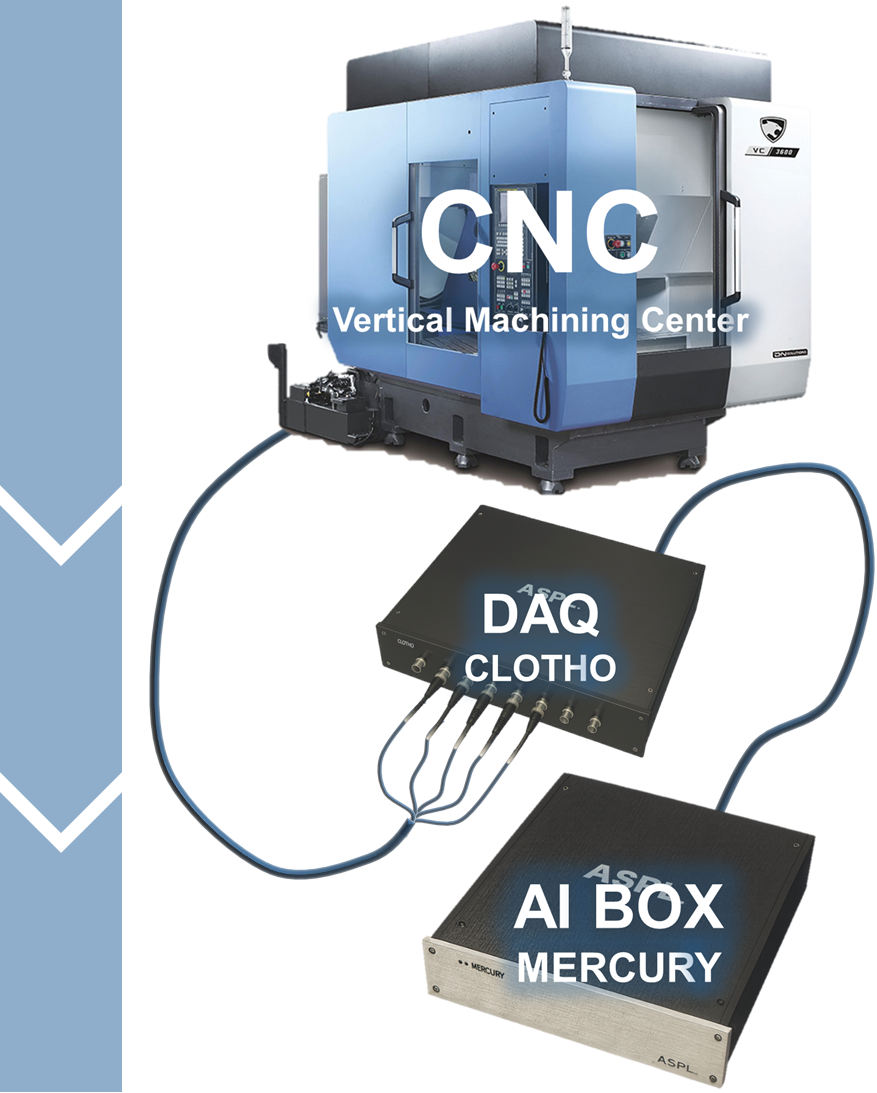 VC 3600
CNC
Vertical Machining Center
DN SOLUTIONS
ASPL
DAQ
CLOTHO
CLOTHO
ASPL
AI BOX
MERCURY
MERCURY
ASPL